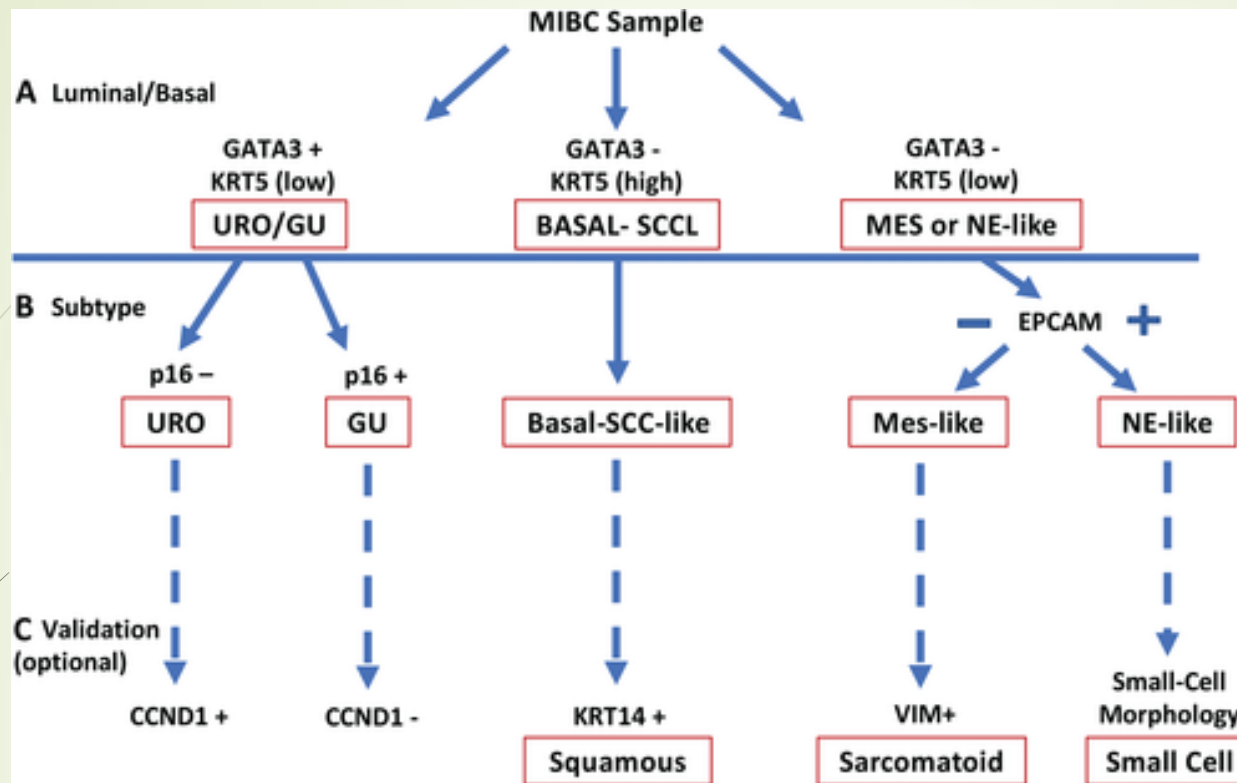 MIBC Sample
A Luminal/Basal
GATA3 +
KRT5 (low)
URO/GU
GATA3 -
KRT5 (high)
BASAL- SCCL
GATA3 -
KRT5 (low)
MES or NE-like
B Subtype
− EPCAM +
p16 –
URO
p16 +
GU
Basal-SCC-like
Mes-like
NE-like
C Validation
(optional)
CCND1 +
CCND1 -
KRT14 +
Squamous
VIM+
Sarcomatoid
Small-Cell
Morphology
Small Cell